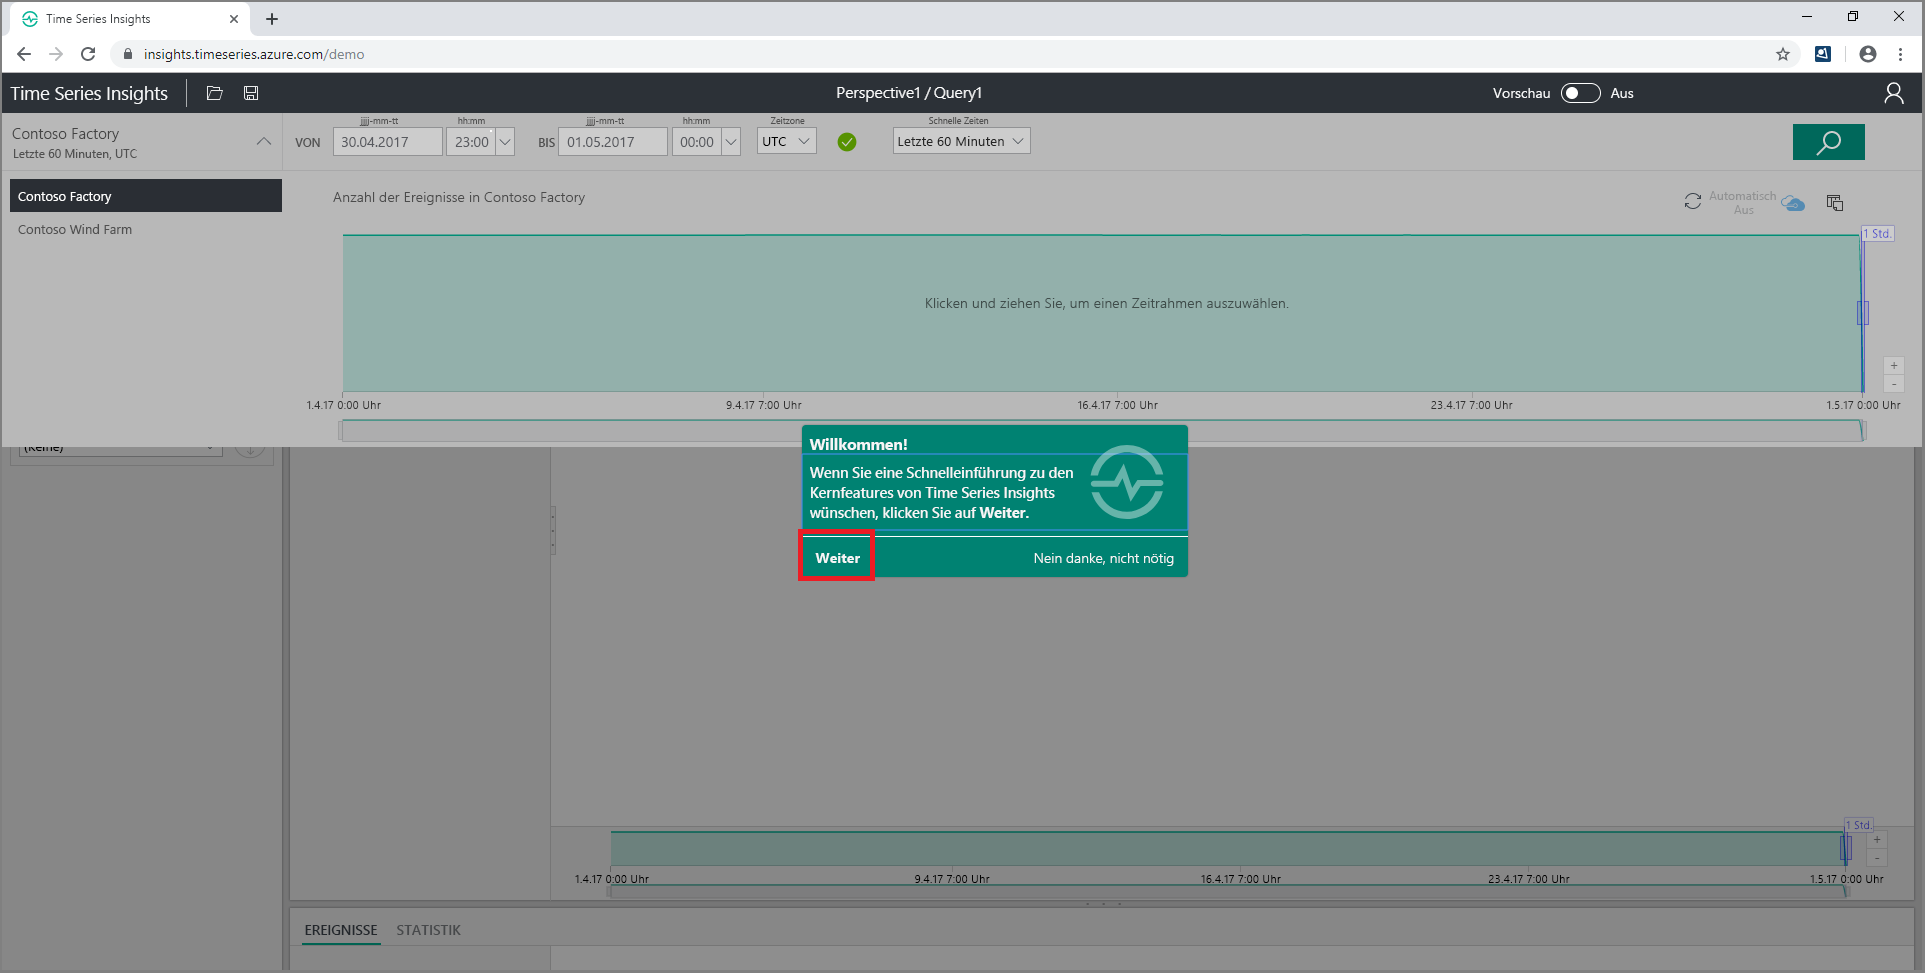 Time Series Insights
insights.timeseries.azure.com/demo
Time Series Insights
Perspective1 / Query1
Vorschau
Aus
Contoso Factory
Letzte 60 Minuten, UTC
VON
jjjj-mm-tt
30.04.2017
hh:mm
23:00
BIS
jjjj-mm-tt
01.05.2017
hh:mm
00:00
Zeitzone
UTC
Schnelle Zeiten
Letzte 60 Minuten
Contoso Factory
Contoso Wind Farm
Anzahl der Ereignisse in Contoso Factory
Automatisch
Aus
1 Std.
Klicken und ziehen Sie, um einen Zeitrahmen auszuwählen.
+
-
1.4.17 0:00 Uhr
9.4.17 7:00 Uhr
16.4.17 7:00 Uhr
23.4.17 7:00 Uhr
1.5.17 0:00 Uhr
(Keine)
Willkommen!
Wenn Sie eine Schnelleinführung zu den
Kernfeatures von Time Series Insights
wünschen, klicken Sie auf Weiter.
Weiter
Nein danke, nicht nötig
1 Std.
+
-
1.4.17 0:00 Uhr
9.4.17 7:00 Uhr
16.4.17 7:00 Uhr
23.4.17 7:00 Uhr
1.5.17 0:00 Uhr
EREIGNISSE
STATISTIK